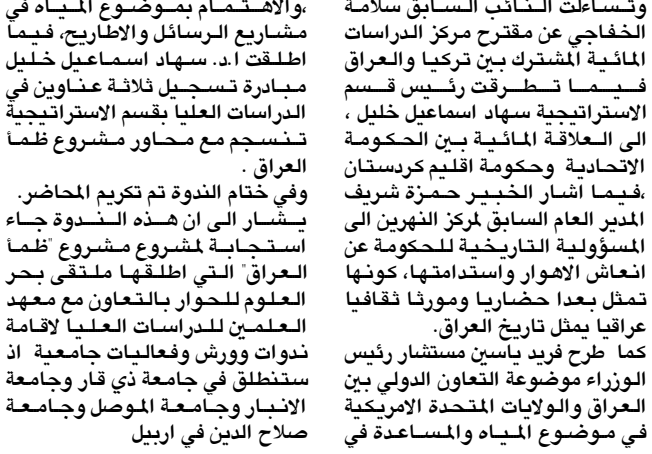 وتساءلت النائب السابق سلامة
الخفاجي عن مقترح مركز الدراسات
المائية المشترك بين تركيا والعراق
فيما تطرقت رئيس قسم
الاستراتيجية سهاد اسماعيل خليل ،
الى العلاقة المائية بين الحكومة
الاتحادية وحكومة اقليم كردستان
،فيما اشار الخبير حمزة شريف
المدير العام السابق لمركز النهرين الى
المسؤولية التاريخية للحكومة عن
انعاش الاهوار واستدامتها، كونها
تمثل بعدا حضاريا ومورثا ثقافيا
عراقيا يمثل تاريخ العراق.
كما طرح فريد ياسين مستشار رئيس
الوزراء موضوعة التعاون الدولي بين
العراق والولايات المتحدة الامريكية
في موضوع المياه والمساعدة في
،والاهتمام بموضوع المياه في
مشاريع الرسائل والاطاريح، فيما
اطلقت ا.د. سهاد اسماعيل خليل
مبادرة تسجيل ثلاثة عناوين في
الدراسات العليا بقسم الاستراتيجية
تنسجم مع محاور مشروع ظمأ
العراق .
وفي ختام الندوة تم تكريم المحاضر.
يشار الى ان هذه الندوة جاء
استجابة لمشروع مشروع "ظمأ
العراق" التي اطلقها ملتقى بحر
العلوم للحوار بالتعاون مع معهد
العلمين للدراسات العليا لاقامة
ندوات وورش وفعاليات جامعية اذ
ستنطلق في جامعة ذي قار وجامعة
الانبار وجامعة الموصل وجامعة
صلاح الدين في اربيل